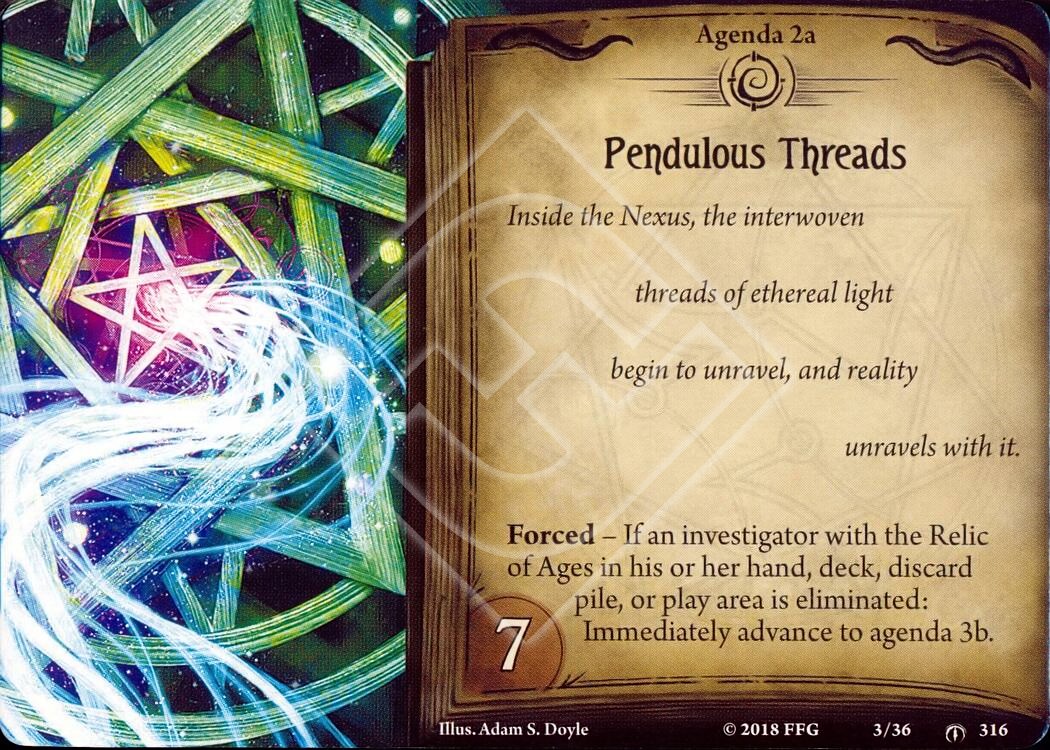 Agenda 2a
Pendulous Threads
Inside the Nexus, the interwoven
threads of ethereal light
begin to unravel, and reality
unravels with it.
Forced – If an investigator with the Relic
of Ages in his or her hand, deck, discard
pile, or play area is eliminated:
Immediately advance to agenda 3b.
7
Illus. Adam S. Doyle
© 2018 FFG
3/36
316